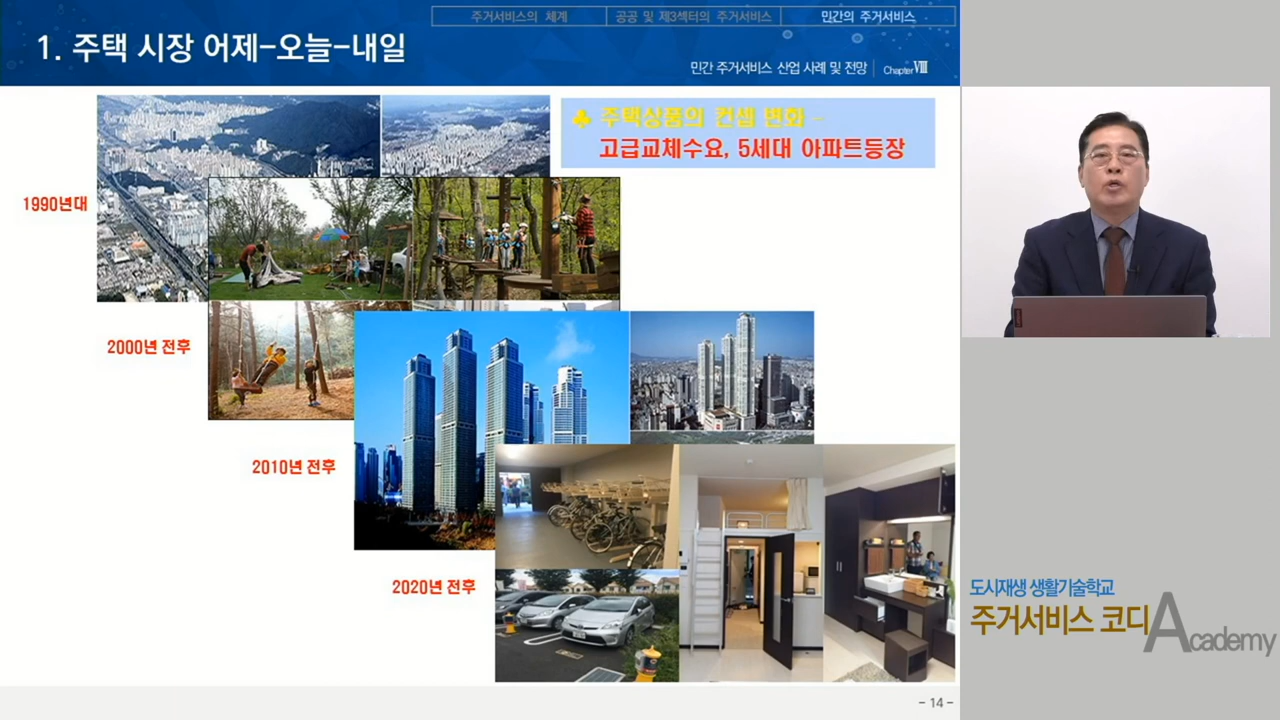 주거서비스의 체계
공공 및 제3섹터의 주거서비스
민간의 주거서비스
1. 주택 시장 어제-오늘-내일
민간 주거서비스 산업 사례 및 전망
Chapter Ⅷ
♣ 주택상품의 컨셉 변화 -
고급교체수요, 5세대 아파트등장
1990년대
2000년 전후
2010년 전후
2020년 전후
도시재생 생활기술학교
주거서비스 코디 Academy
- 14 -